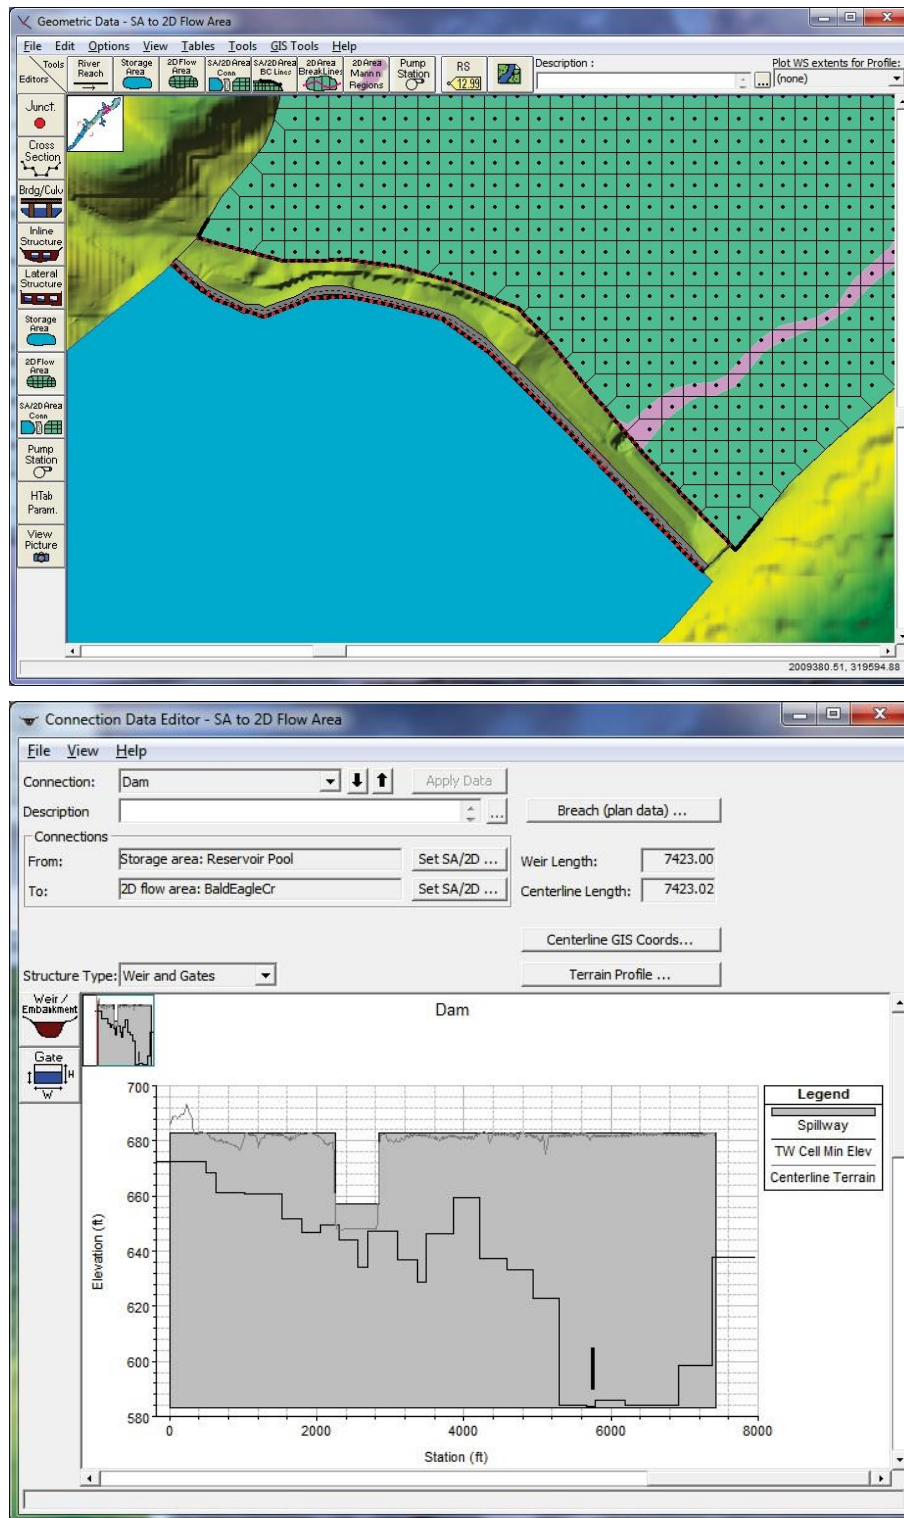 Geometric Data - SA to 2D Flow Area
File Edit Options View Tables Tools GIS Tools Help
Tools
Editors
River
Reach
Storage
Area
2D Flow
Area
SA/2D Area
Conn
SA/2D Area
BC Lines
2D Area
BreakLines
2D Area
Mann n
Regions
Pump
Station
RS
12.99
Description :
Plot WS extents for Profile:
(none)
Junct.
Cross
Section
Brdg/Culv
Inline
Structure
Lateral
Structure
Storage
Area
2D Flow
Area
SA/2D Area
Conn
Pump
Station
HTab
Param.
View
Picture
2009380.51, 319594.88
Connection Data Editor - SA to 2D Flow Area
File View Help
Connection: Dam Apply Data
Description ... Breach (plan data) ...
Connections
From: Storage area: Reservoir Pool Set SA/2D ... Weir Length: 7423.00
To: 2D flow area: BaldEagleCr Set SA/2D ... Centerline Length: 7423.02
Centerline GIS Coords...
Structure Type: Weir and Gates Terrain Profile ...
Weir /
Embankment
Gate
H
W
Dam
700
680
660
640
620
600
580
Elevation (ft)
0 2000 4000 6000 8000
Station (ft)
Legend
Spillway
TW Cell Min Elev
Centerline Terrain